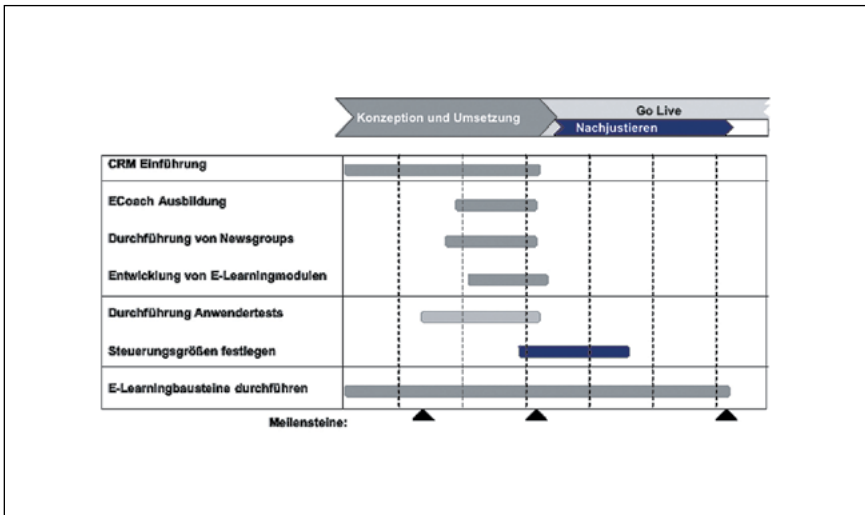 Konzeption und Umsetzung
Go Live
Nachjustieren
CRM Einführung
ECoach Ausbildung
Durchführung von Newsgroups
Entwicklung von E-Learningmodulen
Durchführung Anwendertests
Steuerungsgrößen festlegen
E-Learningbausteine durchführen
Meilensteine: